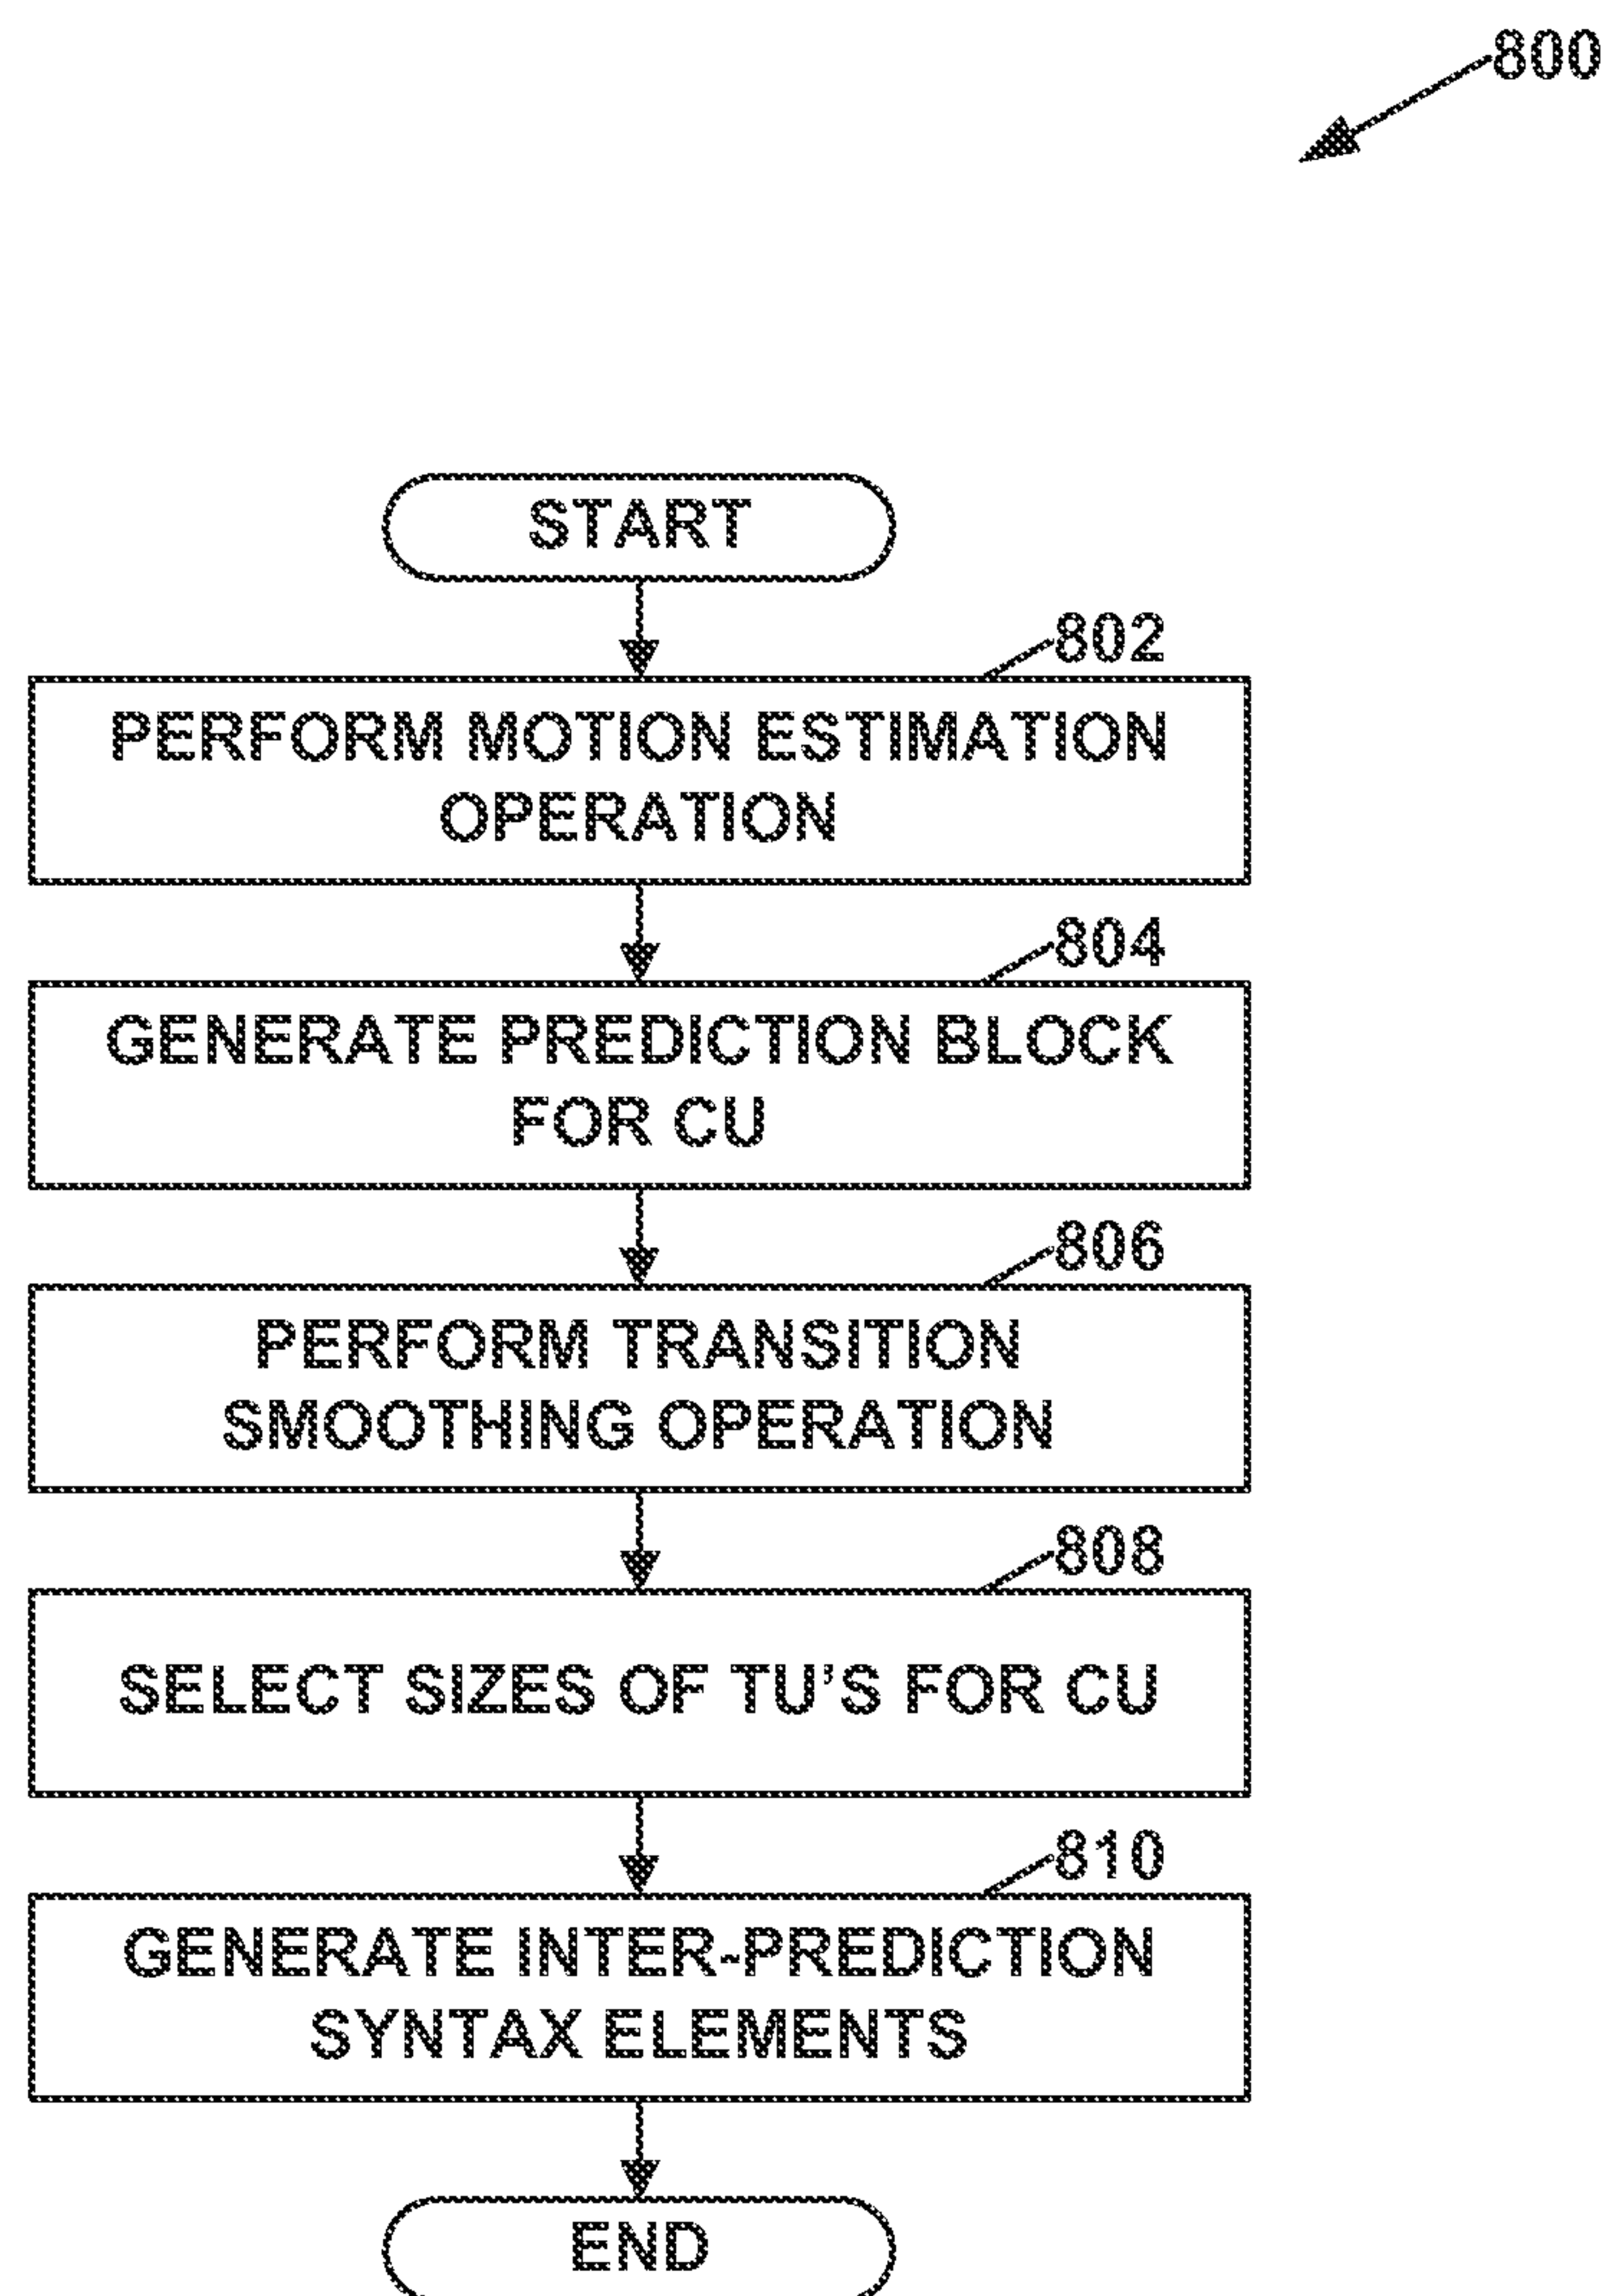 800
START
802
PERFORM MOTION ESTIMATION
OPERATION
804
GENERATE PREDICTION BLOCK
FOR CU
806
PERFORM TRANSITION
SMOOTHING OPERATION
808
SELECT SIZES OF TU'S FOR CU
810
GENERATE INTER-PREDICTION
SYNTAX ELEMENTS
END